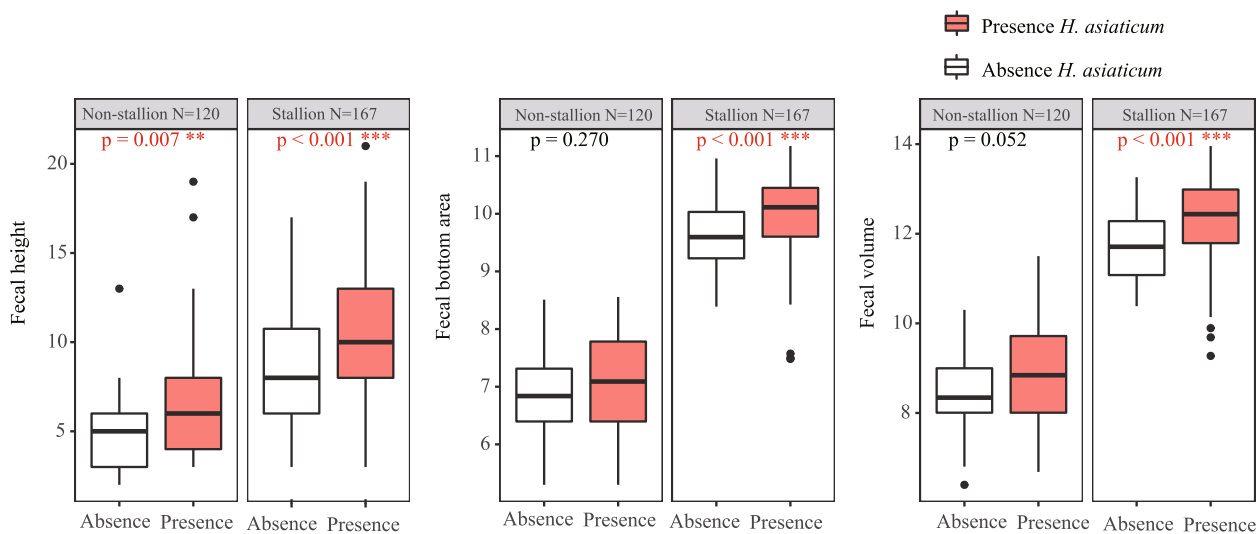 Presence H. asiaticum
Absence H. asiaticum
Non-stallion N=120
Stallion N=167
p = 0.007 **
p < 0.001 ***
Fecal height
20
15
10
5
Absence
Presence
Absence
Presence
Non-stallion N=120
Stallion N=167
p = 0.270
p < 0.001 ***
Fecal bottom area
11
10
9
8
7
6
Absence
Presence
Absence
Presence
Non-stallion N=120
Stallion N=167
p = 0.052
p < 0.001 ***
Fecal volume
14
12
10
8
Absence
Presence
Absence
Presence